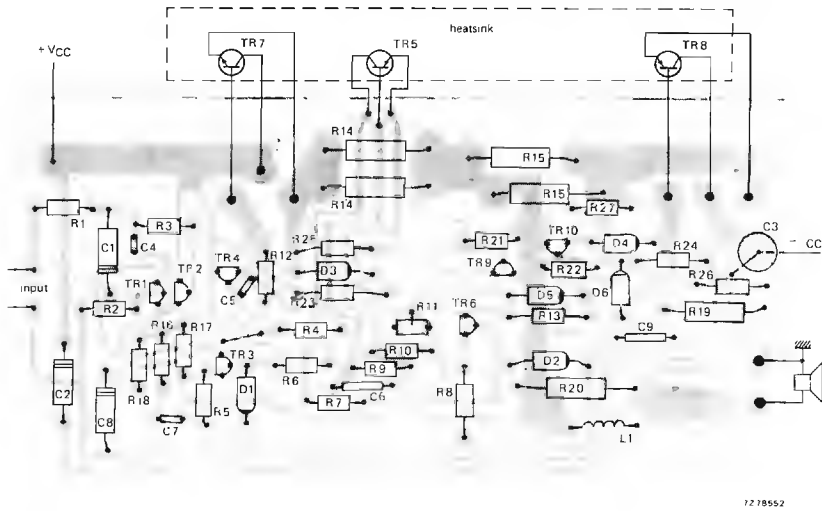 heatsink
+ VCC
TR7
TR5
TR8
R14
R15
R14
R15
R27
R1
R3
C1
C4
TR4
R12
R21
TR10
D4
R24
C3
CC
input
TR1
TR2
C5
D3
R23
TR9
R22
D6
R26
R2
R16
R17
R4
R11
TR6
D5
R13
R19
C9
TR3
R10
R9
R6
D2
C2
R18
R5
D1
C6
R8
R20
C8
C7
R7
L1
7278552